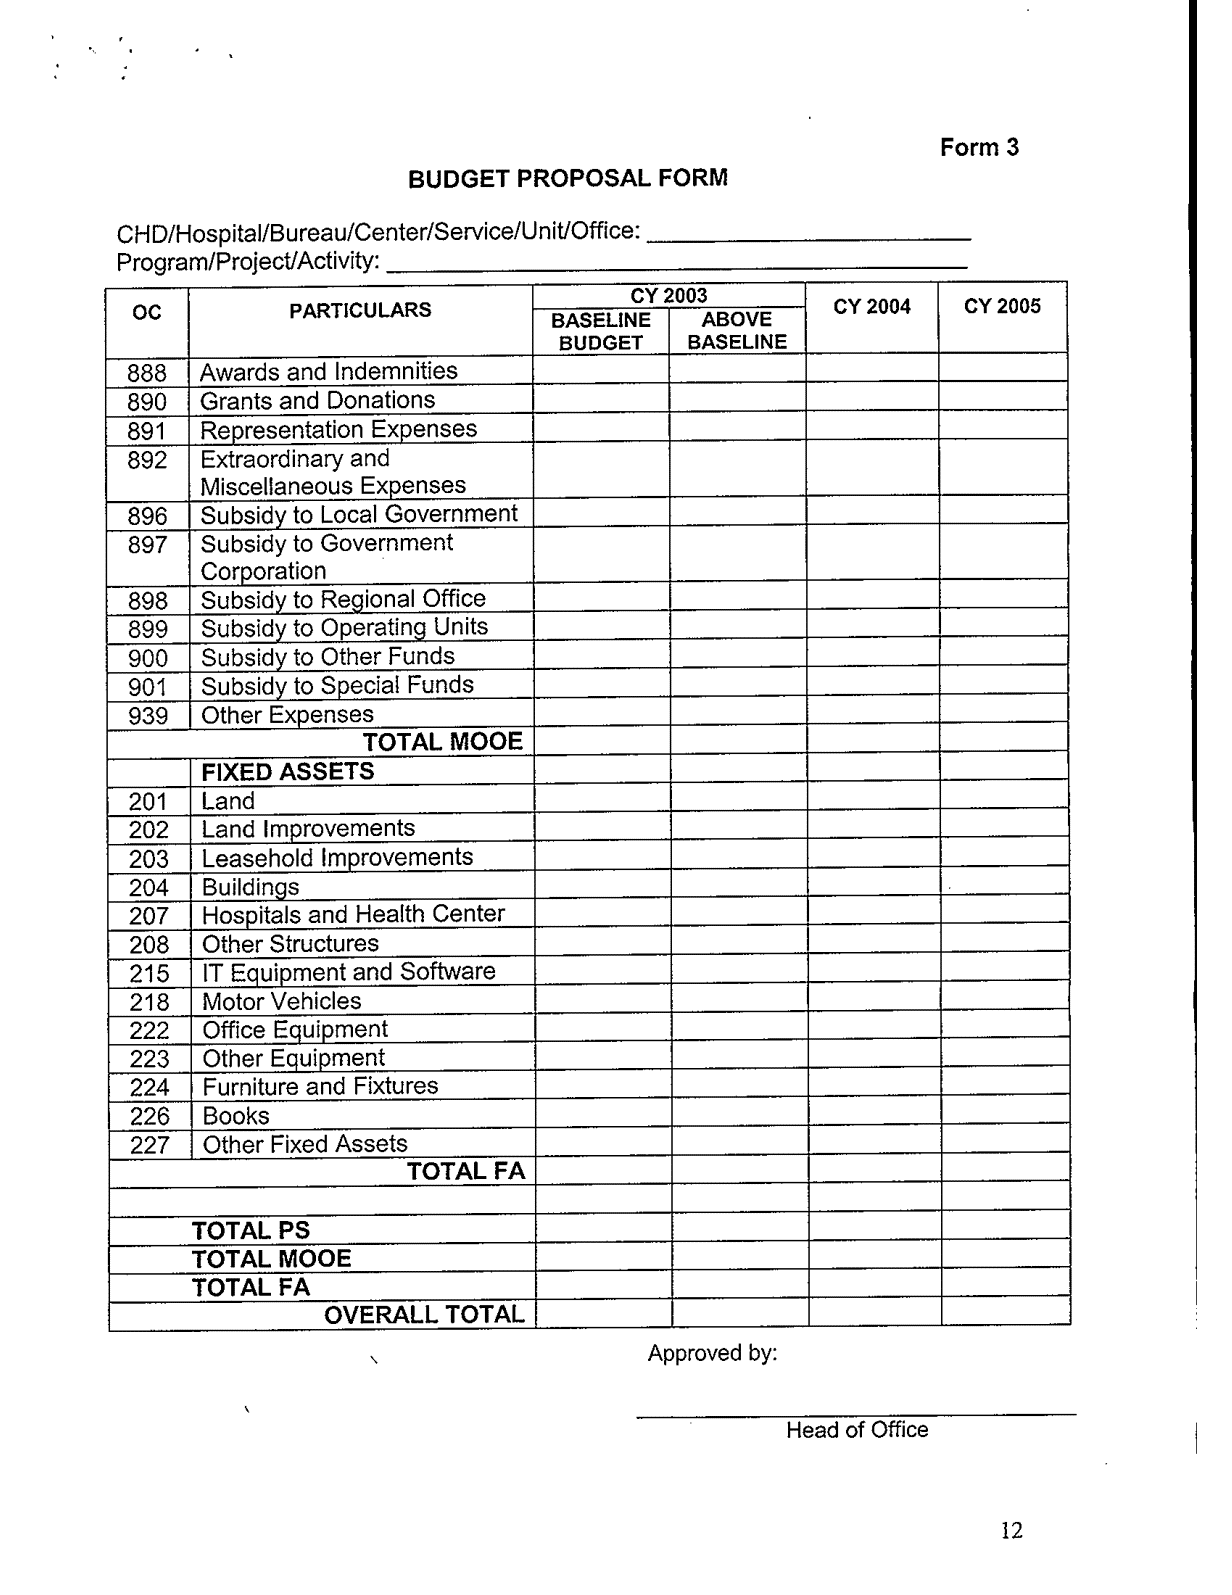 Form 3
BUDGET PROPOSAL FORM
CHD/Hospital/Bureau/Center/Service/Unit/Office:
Program/Project/Activity:
OC PARTICULARS CY 2003 CY 2004 CY 2005
BASELINE BUDGET ABOVE BASELINE
888 Awards and Indemnities
890 Grants and Donations
891 Representation Expenses
892 Extraordinary and
Miscellaneous Expenses
896 Subsidy to Local Government
897 Subsidy to Government
Corporation
898 Subsidy to Regional Office
899 Subsidy to Operating Units
900 Subsidy to Other Funds
901 Subsidy to Special Funds
939 Other Expenses
TOTAL MOOE
FIXED ASSETS
201 Land
202 Land Improvements
203 Leasehold Improvements
204 Buildings
207 Hospitals and Health Center
208 Other Structures
215 IT Equipment and Software
218 Motor Vehicles
222 Office Equipment
223 Other Equipment
224 Furniture and Fixtures
226 Books
227 Other Fixed Assets
TOTAL FA
TOTAL PS
TOTAL MOOE
TOTAL FA
OVERALL TOTAL
Approved by:
Head of Office
12